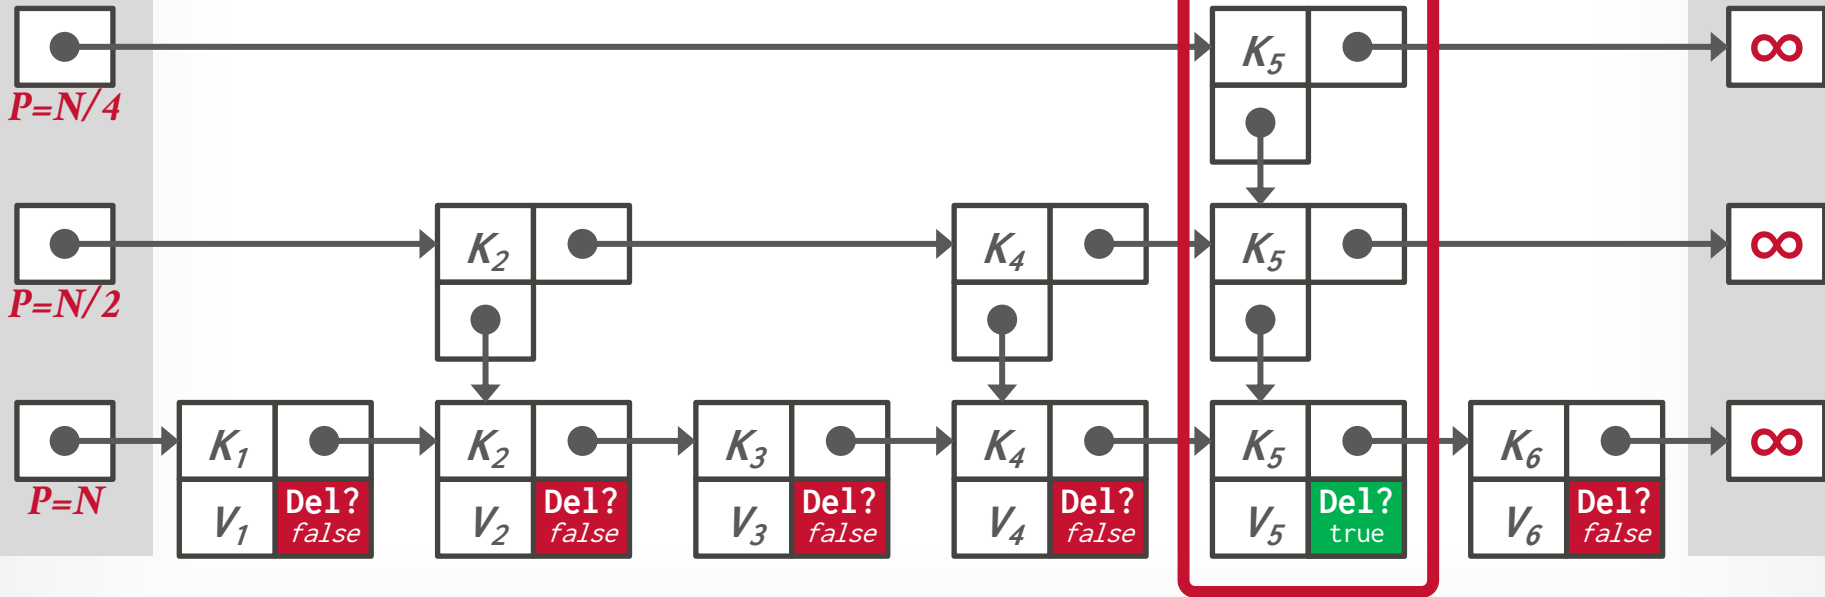 K5 ∞
P=N/4
K2 K4 K5 ∞
P=N/2
K1 K2 K3 K4 K5 K6 ∞
P=N
V1 Del? false V2 Del? false V3 Del? false V4 Del? false V5 Del? true V6 Del? false